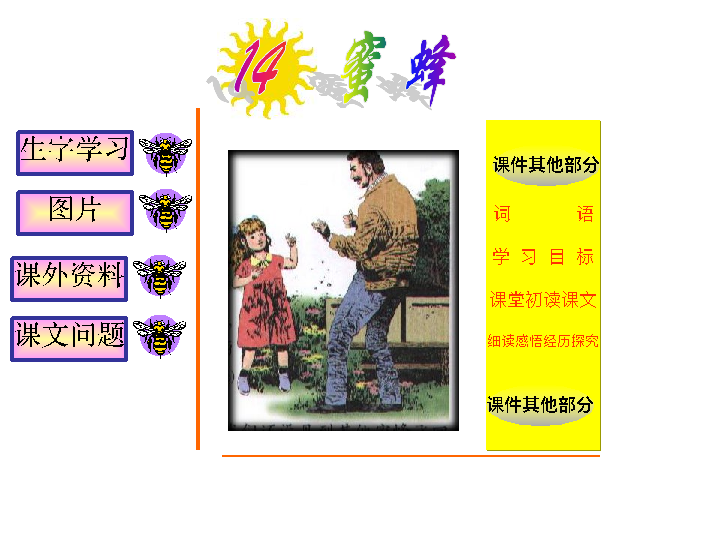 14 蜜蜂
生字学习
图片
课外资料
课文问题
课件其他部分
词 语
学 习 目 标
课堂初读课文
细读感悟经历探究
课件其他部分